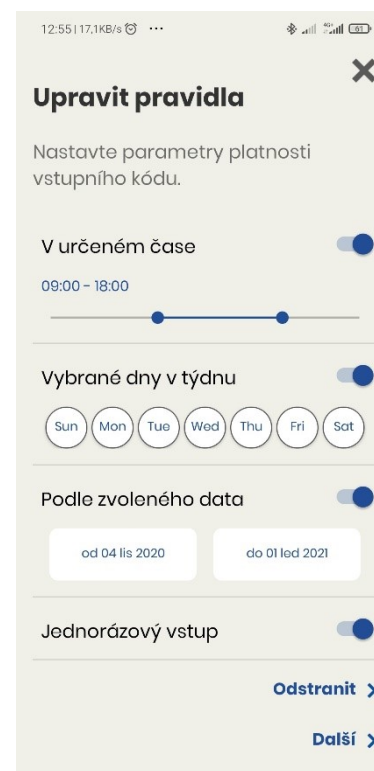 12:55 | 17,1KB/s
4G+
61
Upravit pravidla
Nastavte parametry platnosti
vstupního kódu.
V určeném čase
09:00 - 18:00
Vybrané dny v týdnu
Sun Mon Tue Wed Thu Fri Sat
Podle zvoleného data
od 04 lis 2020 do 01 led 2021
Jednorázový vstup
Odstranit
Další